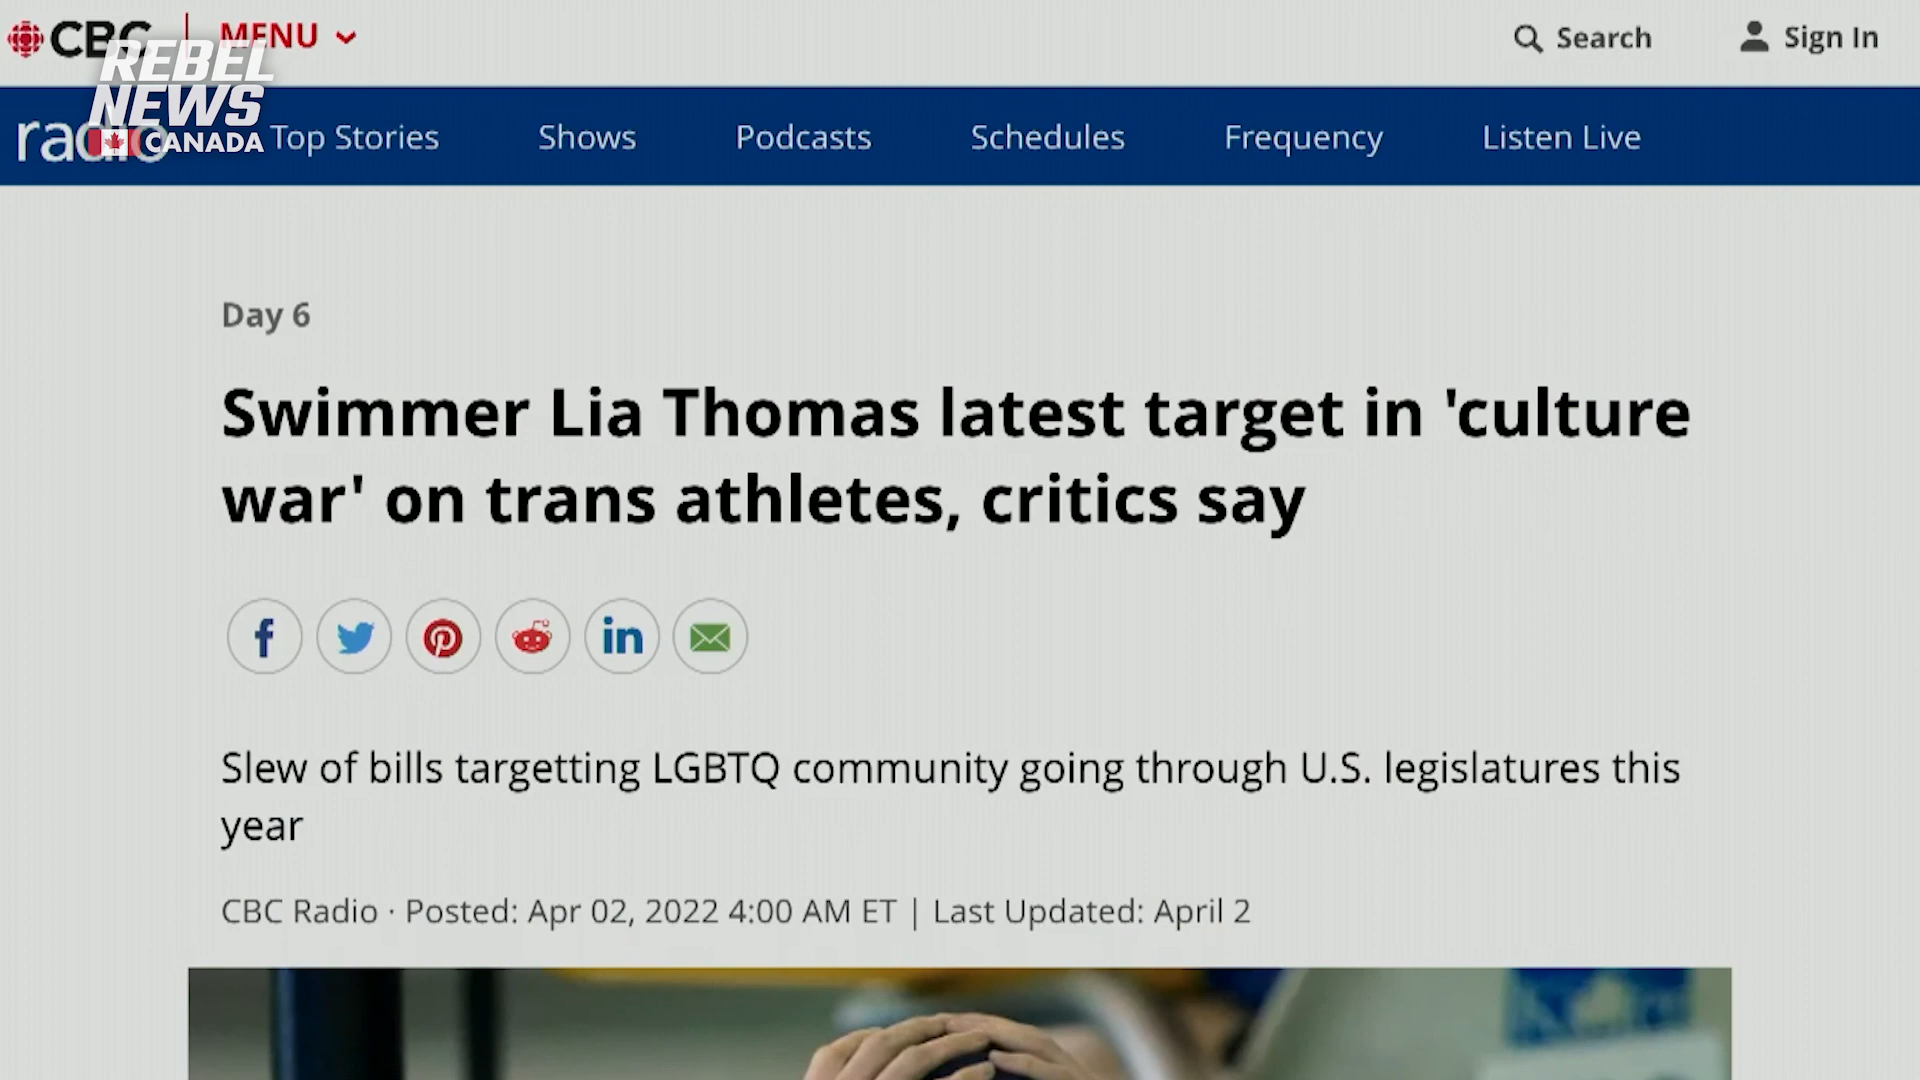 CBC MENU
Search
Sign In
REBEL
NEWS
CANADA
radio
Top Stories
Shows
Podcasts
Schedules
Frequency
Listen Live
Day 6
Swimmer Lia Thomas latest target in 'culture
war' on trans athletes, critics say
Slew of bills targetting LGBTQ community going through U.S. legislatures this
year
CBC Radio · Posted: Apr 02, 2022 4:00 AM ET | Last Updated: April 2